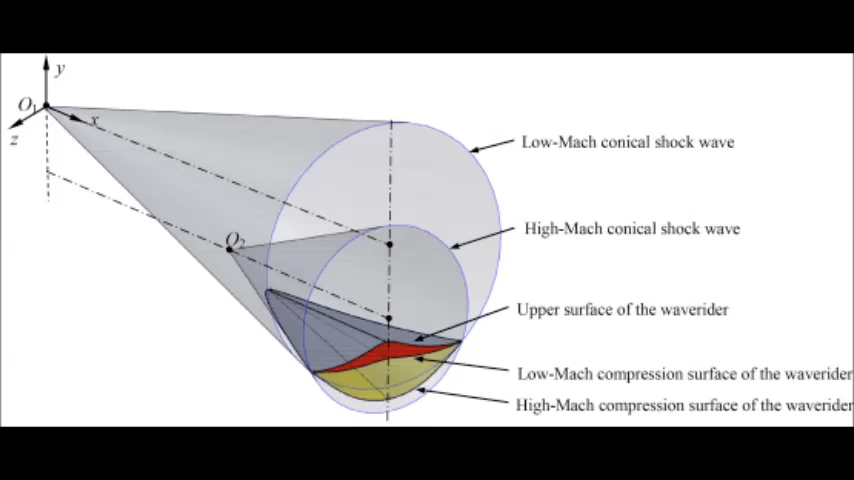 y
O1
x
z
Low-Mach conical shock wave
O2
High-Mach conical shock wave
Upper surface of the waverider
Low-Mach compression surface of the waverider
High-Mach compression surface of the waverider